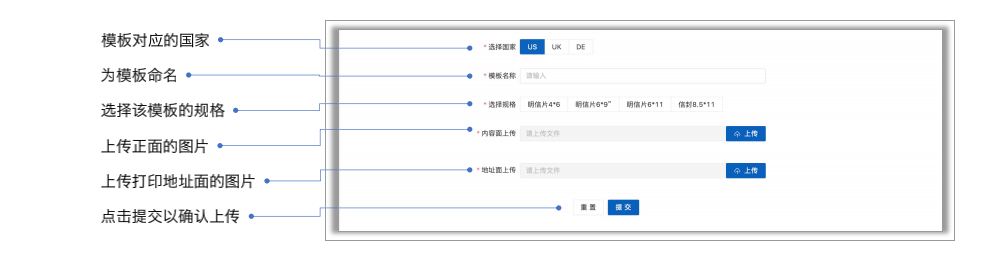 模板对应的国家
* 选择国家 US UK DE
为模板命名
* 模板名称 请输入
选择该模板的规格
* 选择规格 明信片4*6 明信片6*9" 明信片6*11 信封8.5*11
上传正面的图片
* 内容面上传 请上传文件 上传
上传打印地址面的图片
* 地址面上传 请上传文件 上传
点击提交以确认上传
重置 提交